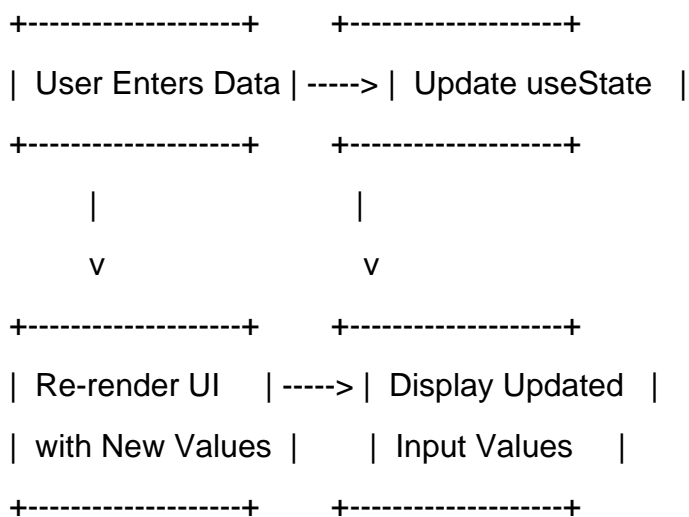 +--------------------+ +--------------------+
| User Enters Data | -----> | Update useState |
+--------------------+ +--------------------+
| |
v v
+--------------------+ +--------------------+
| Re-render UI | -----> | Display Updated |
| with New Values | | Input Values |
+--------------------+ +--------------------+